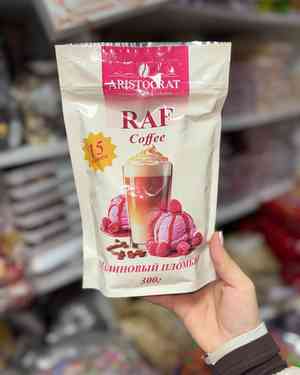 ARISTOCRAT
RAF
Coffee
15
МАЛИНОВЫЙ ПЛОМБИР
300г